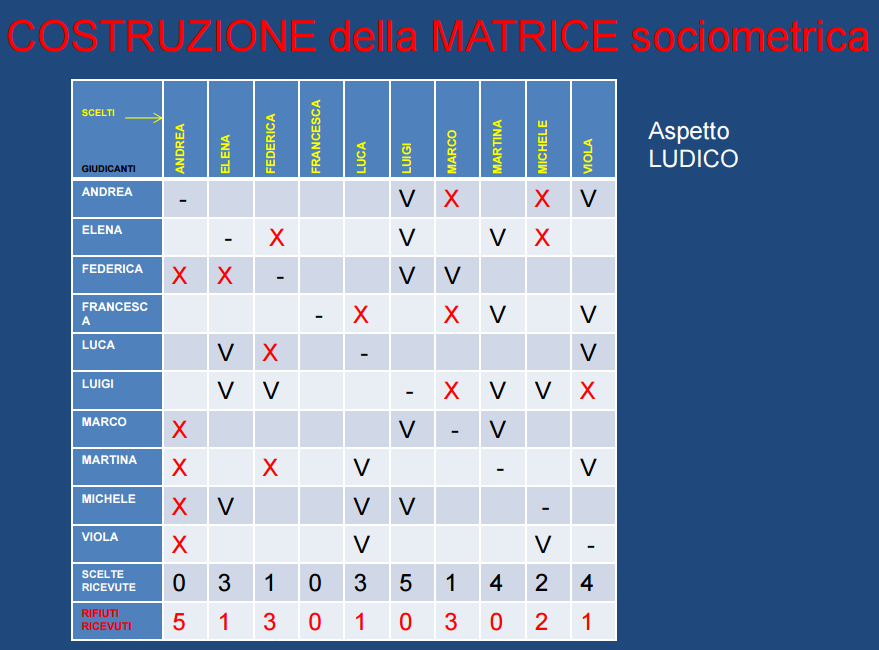 COSTRUZIONE della MATRICE sociometrica
SCELTI
GIUDICANTI
ANDREA ELENA FEDERICA FRANCESCA LUCA LUIGI MARCO MARTINA MICHELE VIOLA
Aspetto
LUDICO
ANDREA - V X X V
ELENA - X V V X
FEDERICA X X - V V
FRANCESC
A - X X V V
LUCA V X - V
LUIGI V V - X V V X
MARCO X V - V
MARTINA X X V - V
MICHELE X V V V -
VIOLA X V V -
SCELTE
RICEVUTE 0 3 1 0 3 5 1 4 2 4
RIFIUTI
RICEVUTI 5 1 3 0 1 0 3 0 2 1